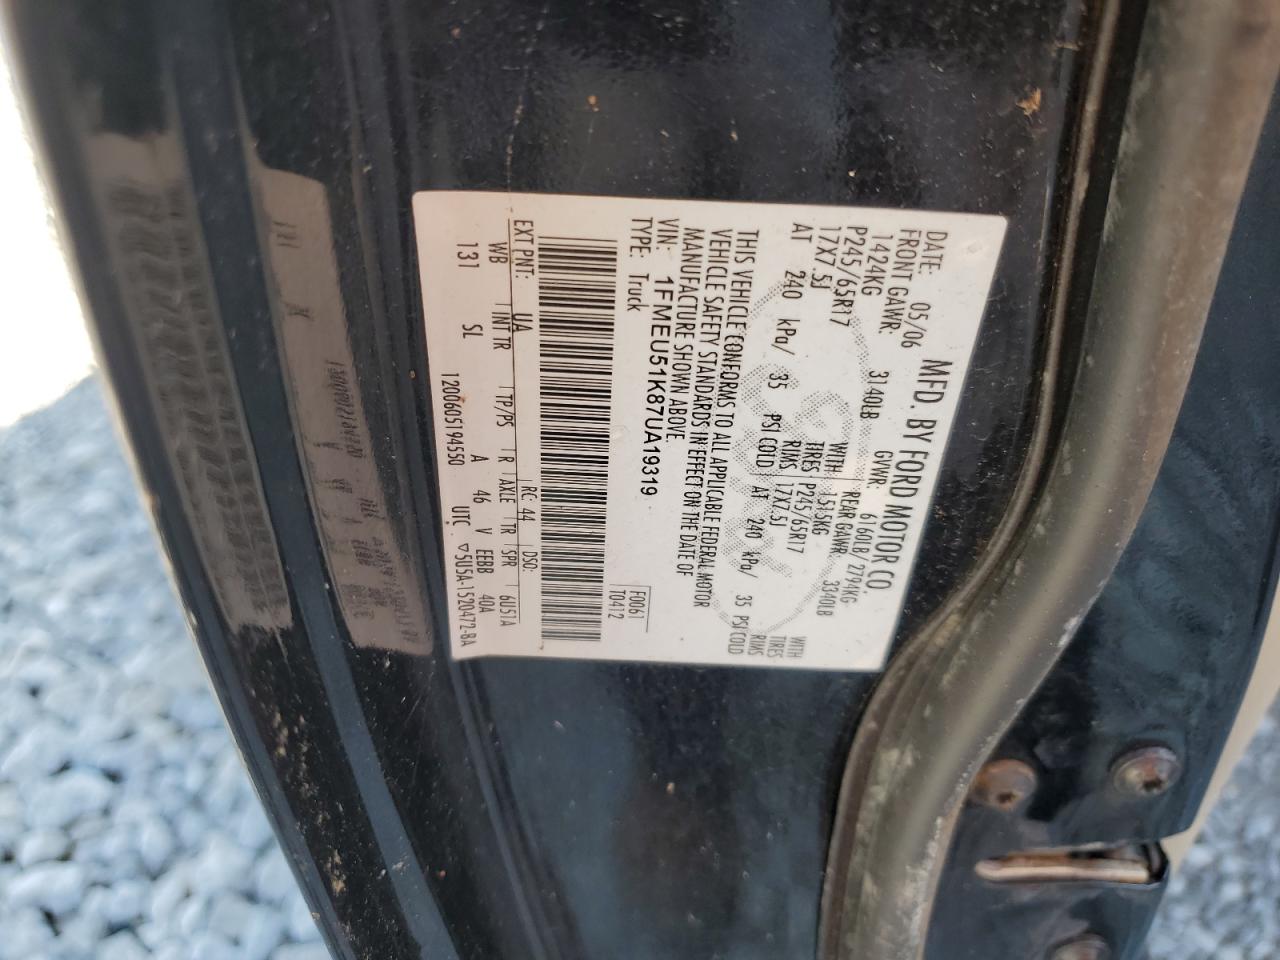 MFD. BY FORD MOTOR CO.
DATE: 05/06 GVWR: 6160LB 2794KG
FRONT GAWR: 3140LB REAR GAWR: 3340LB
1424KG WITH 1515KG WITH
P245/65R17 TIRES P245/65R17 TIRES
17X7.5J RIMS 17X7.5J RIMS
AT 240 kPa/ 35 PSI COLD AT 240 kPa/ 35 PSI COLD
THIS VEHICLE CONFORMS TO ALL APPLICABLE FEDERAL MOTOR
VEHICLE SAFETY STANDARDS IN EFFECT ON THE DATE OF
MANUFACTURE SHOWN ABOVE.
VIN: 1FMEU51K87UA19319
TYPE: Truck F0061
T0412
EXT PNT: UA RC: 44 DSO:
WB INT TR TP/PS R AXLE TR SPR 6U51A
131 SL A 46 V EEBB 40A
1200605194550 UTC ▽5U5A-1520472-BA